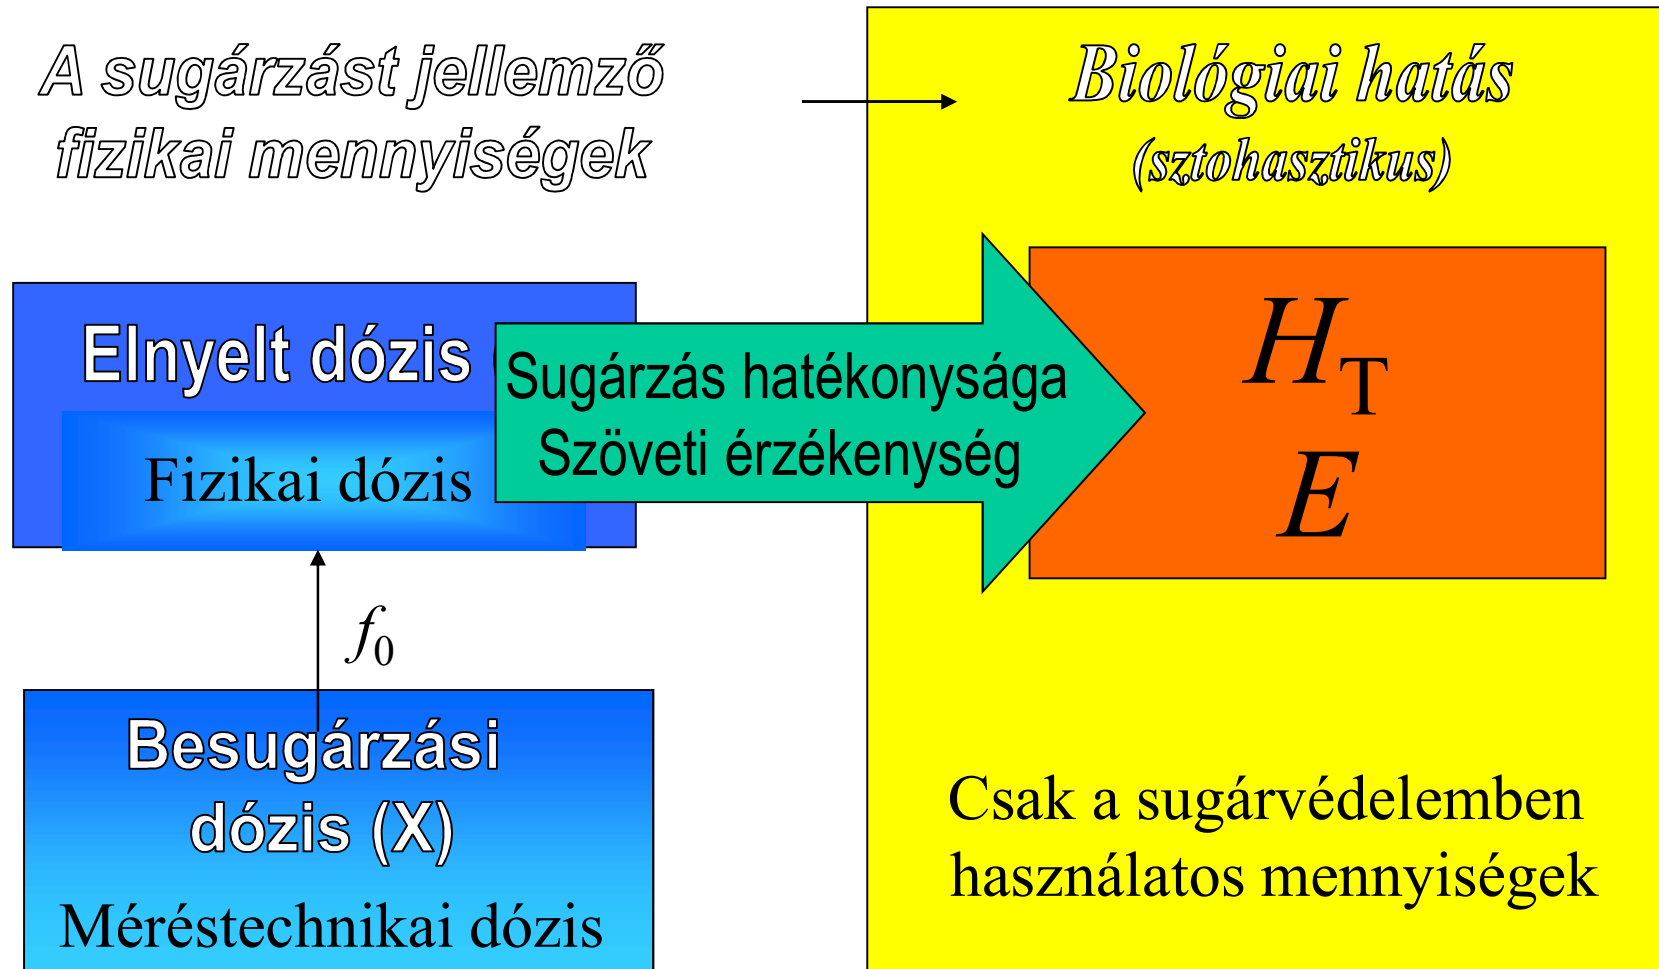 A sugárzást jellemző
fizikai mennyiségek
Biológiai hatás
(sztohasztikus)
Elnyelt dózis
Fizikai dózis
Sugárzás hatékonysága
Szöveti érzékenység
H_T
E
f_0
Besugárzási
dózis (X)
Méréstechnikai dózis
Csak a sugárvédelemben
használatos mennyiségek